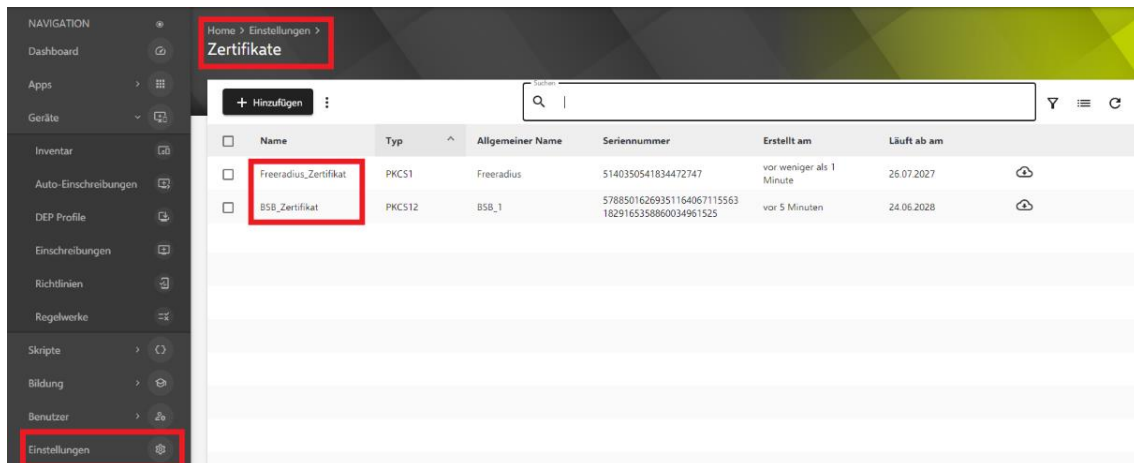 NAVIGATION
Dashboard
Apps
Geräte
Inventar
Auto-Einschreibungen
DEP Profile
Einschreibungen
Richtlinien
Regelwerke
Skripte
Bildung
Benutzer
Einstellungen
Home > Einstellungen >
Zertifikate
+ Hinzufügen
Suchen
Name Typ Allgemeiner Name Seriennummer Erstellt am Läuft ab am
Freeradius_Zertifikat PKCS1 Freeradius 5140350541834472747 vor weniger als 1 Minute 26.07.2027
BSB_Zertifikat PKCS12 BSB_1 57885016269351164067115563 1829165358860034961525 vor 5 Minuten 24.06.2028